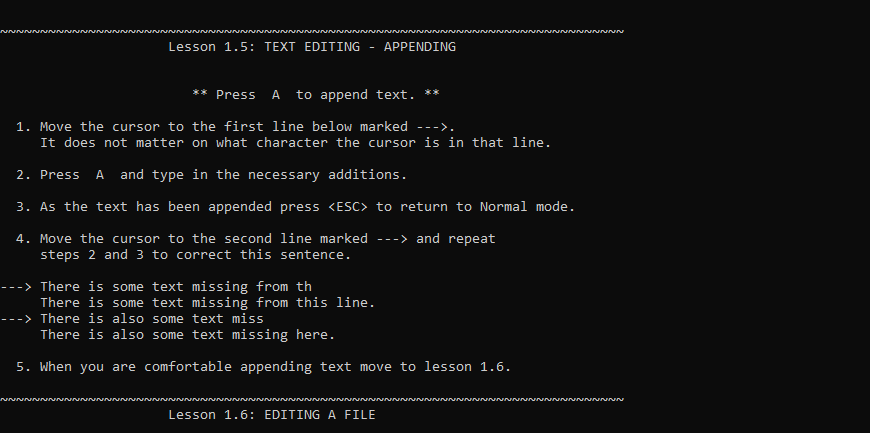 ~~~~~~~~~~~~~~~~~~~~~~~~~~~~~~~~~~~~~~~~~~~~~~~~~~~~~~~~~~~~~~~~~~~~~~~~~~~~~~
Lesson 1.5: TEXT EDITING - APPENDING
** Press  A  to append text. **
1. Move the cursor to the first line below marked --->.
It does not matter on what character the cursor is in that line.
2. Press  A  and type in the necessary additions.
3. As the text has been appended press <ESC> to return to Normal mode.
4. Move the cursor to the second line marked ---> and repeat
steps 2 and 3 to correct this sentence.
---> There is some text missing from th
There is some text missing from this line.
---> There is also some text miss
There is also some text missing here.
5. When you are comfortable appending text move to lesson 1.6.
~~~~~~~~~~~~~~~~~~~~~~~~~~~~~~~~~~~~~~~~~~~~~~~~~~~~~~~~~~~~~~~~~~~~~~~~~~~~~~
Lesson 1.6: EDITING A FILE